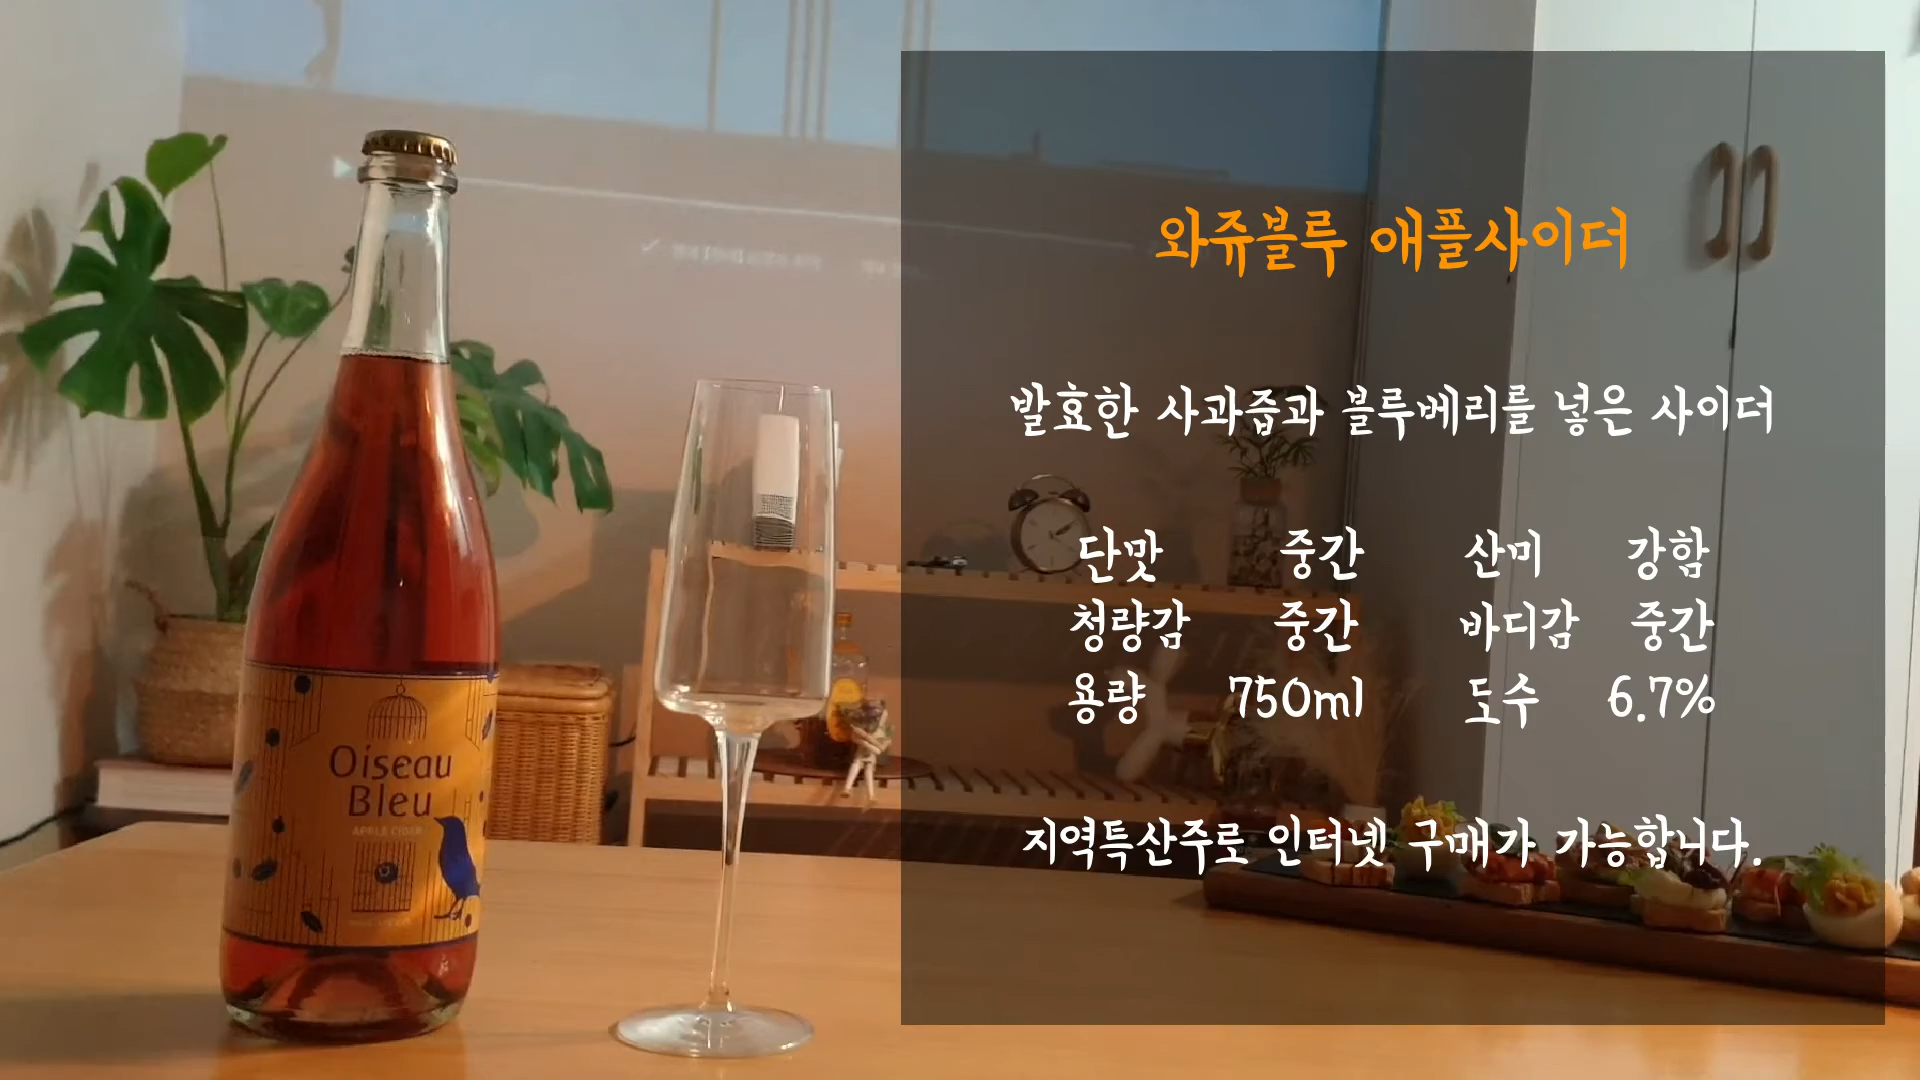 와쥬블루 애플사이더
발효한 사과즙과 블루베리를 넣은 사이더
단맛 중간 산미 강함
청량감 중간 바디감 중간
용량 750ml 도수 6.7%
지역특산주로 인터넷 구매가 가능합니다.
Oiseau
Bleu
APPLE CIDER